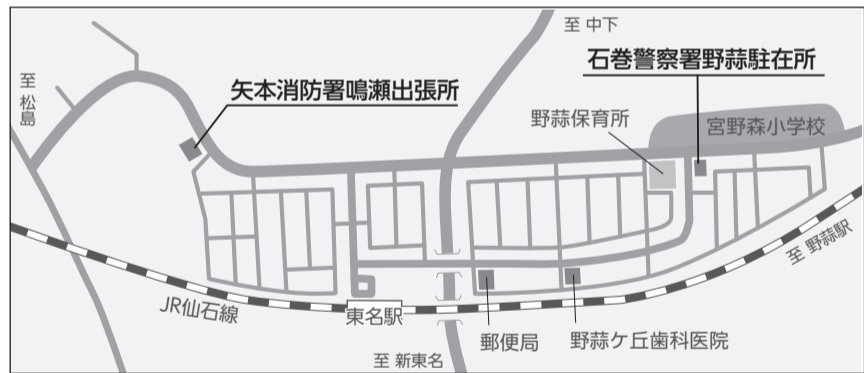 至 中下
石巻警察署野蒜駐在所
至 松島
矢本消防署鳴瀬出張所
野蒜保育所
宮野森小学校
至 野蒜駅
JR仙石線
東名駅
郵便局
野蒜ケ丘歯科医院
至 新東名